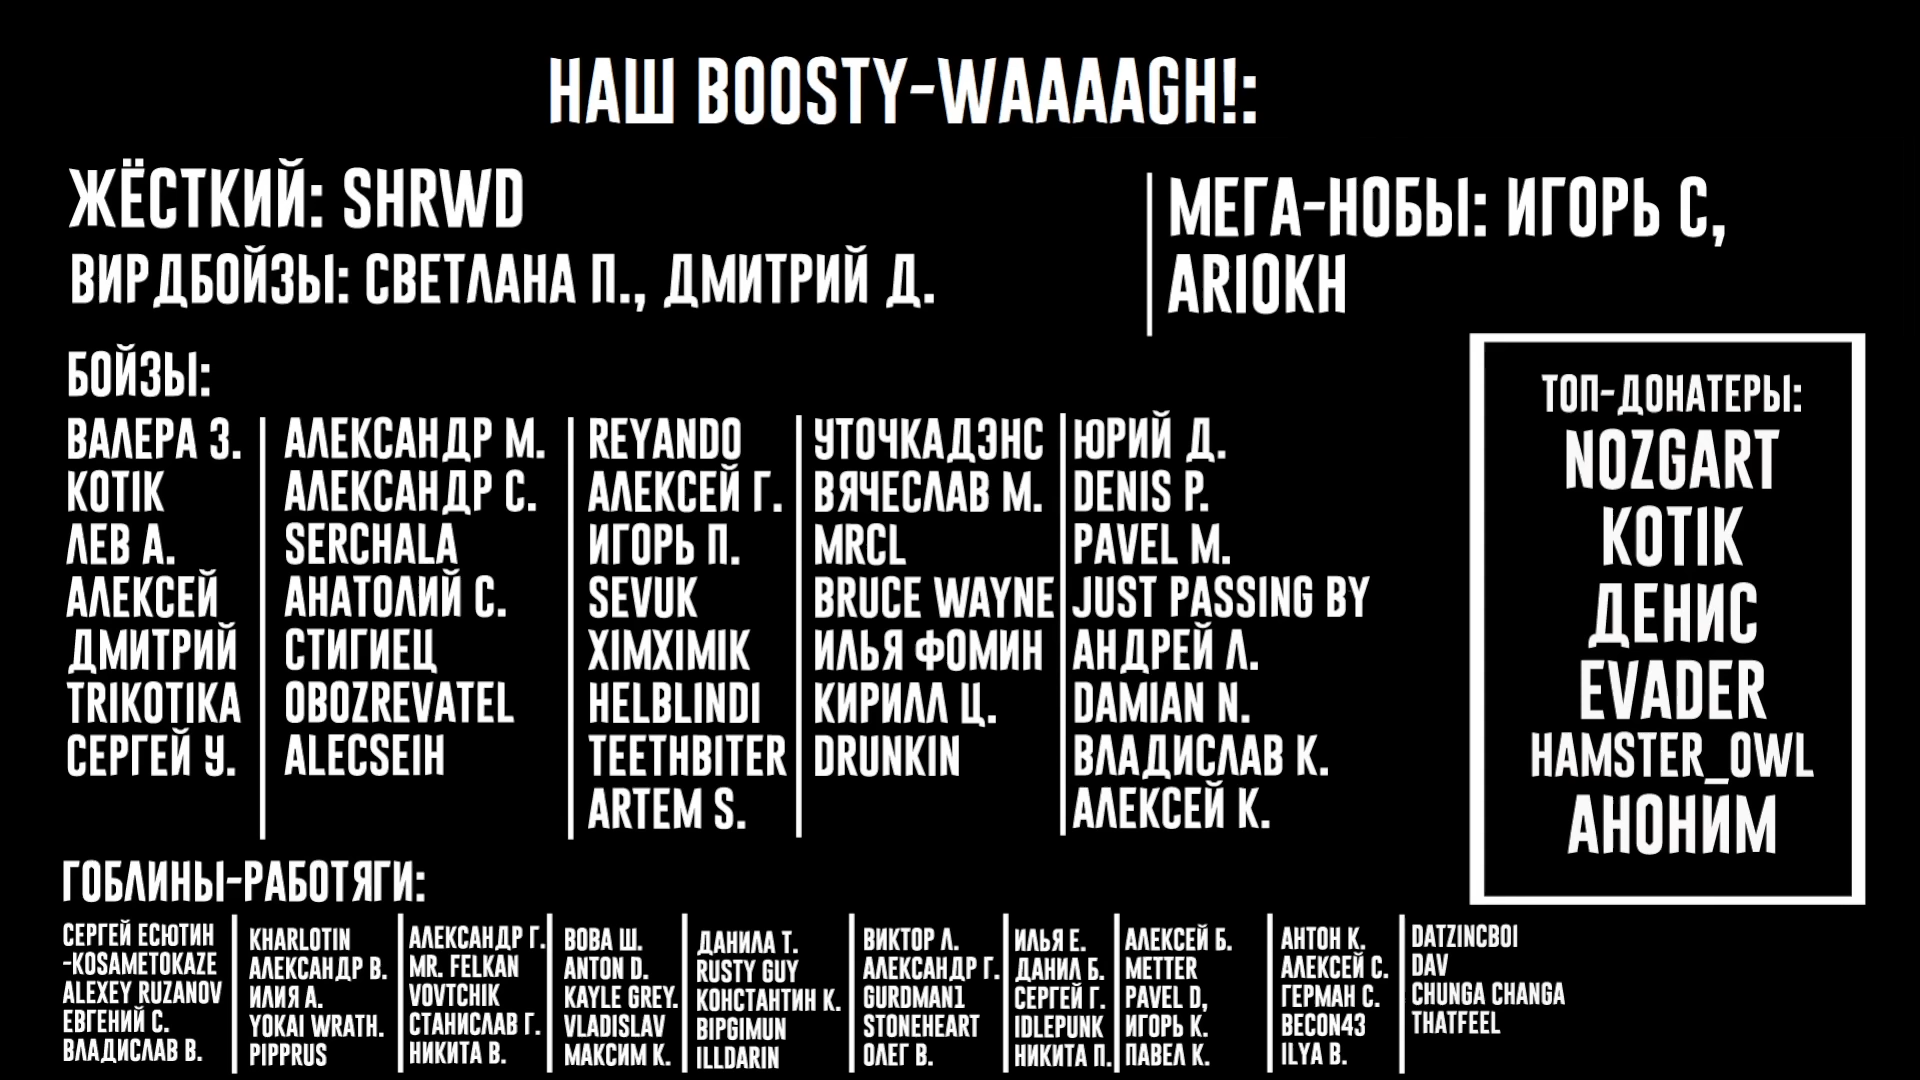 НАШ BOOSTY-WAAAAGH!:
ЖЁСТКИЙ: SHRWD
ВИРДБОЙЗЫ: СВЕТЛАНА П., ДМИТРИЙ Д.
МЕГА-НОБЫ: ИГОРЬ С,
ARIOKH
БОЙЗЫ:
ВАЛЕРА З.
KOTIK
ЛЕВ А.
АЛЕКСЕЙ
ДМИТРИЙ
TRIKOTIKA
СЕРГЕЙ У.
АЛЕКСАНДР М.
АЛЕКСАНДР С.
SERCHALA
АНАТОЛИЙ С.
СТИГИЕЦ
OBOZREVATEL
ALECSEIH
REYANDO
АЛЕКСЕЙ Г.
ИГОРЬ П.
SEVUK
XIMXIMIK
HELBLINDI
TEETHBITER
ARTEM S.
УТОЧКАДЭНС
ВЯЧЕСЛАВ М.
MRCL
BRUCE WAYNE
ИЛЬЯ ФОМИН
КИРИЛЛ Ц.
DRUNKIN
ЮРИЙ Д.
DENIS P.
PAVEL M.
JUST PASSING BY
АНДРЕЙ Л.
DAMIAN N.
ВЛАДИСЛАВ К.
АЛЕКСЕЙ К.
ТОП-ДОНАТЕРЫ:
NOZGART
KOTIK
ДЕНИС
EVADER
HAMSTER_OWL
АНОНИМ
ГОБЛИНЫ-РАБОТЯГИ:
СЕРГЕЙ ЕСЮТИН
-KOSAMETOKAZE
ALEXEY RUZANOV
ЕВГЕНИЙ С.
ВЛАДИСЛАВ В.
KHARLOTIN
АЛЕКСАНДР В.
ИЛИЯ А.
YOKAI WRATH.
PIPPRUS
АЛЕКСАНДР Г.
MR. FELKAN
VOVTCHIK
СТАНИСЛАВ Г.
НИКИТА В.
ВОВА Ш.
ANTON D.
KAYLE GREY.
VLADISLAV
МАКСИМ К.
ДАНИЛА Т.
RUSTY GUY
КОНСТАНТИН К.
BIPGIMUN
ILLDARIN
ВИКТОР Л.
АЛЕКСАНДР Г.
GURDMAN1
STONEHEART
ОЛЕГ В.
ИЛЬЯ Е.
ДАНИЛ Б.
СЕРГЕЙ Г.
IDLEPUNK
НИКИТА П.
АЛЕКСЕЙ Б.
METTER
PAVEL D,
ИГОРЬ К.
ПАВЕЛ К.
АНТОН К.
АЛЕКСЕЙ С.
ГЕРМАН С.
BECON43
ILYA B.
DATZINCBOI
DAV
CHUNGA CHANGA
THATFEEL